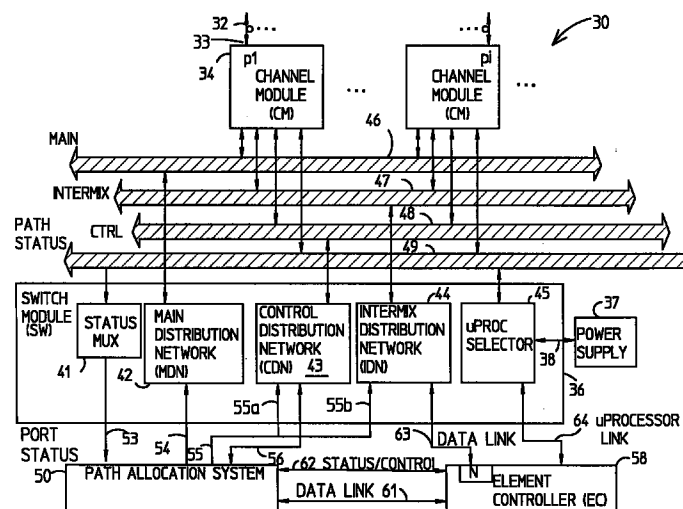 32
30
33
34
p1
CHANNEL
MODULE
(CM)
pi
CHANNEL
MODULE
(CM)
MAIN
46
INTERMIX
47
CTRL
48
PATH
STATUS
49
SWITCH
MODULE
(SW)
STATUS
MUX
41
MAIN
DISTRIBUTION
NETWORK
(MDN)
42
CONTROL
DISTRIBUTION
NETWORK
(CDN) 43
44
INTERMIX
DISTRIBUTION
NETWORK
(IDN)
45
uPROC
SELECTOR
37
POWER
SUPPLY
38
36
55a
55b
PORT
STATUS
53
54
55
56
63
DATA LINK
64 uPROCESSOR
LINK
50
PATH ALLOCATION SYSTEM
62 STATUS/CONTROL
DATA LINK 61
58
N
ELEMENT
CONTROLLER (EC)